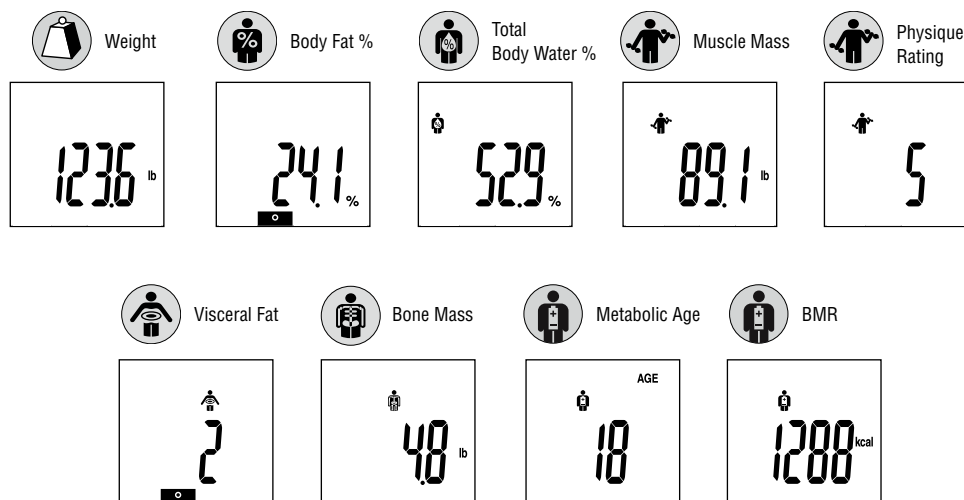 Weight
Body Fat %
Total
Body Water %
Muscle Mass
Physique
Rating
123.6 lb
24.1 %
52.9 %
89.1 lb
5
Visceral Fat
Bone Mass
Metabolic Age
BMR
2
4.8 lb
AGE
18
1288 kcal